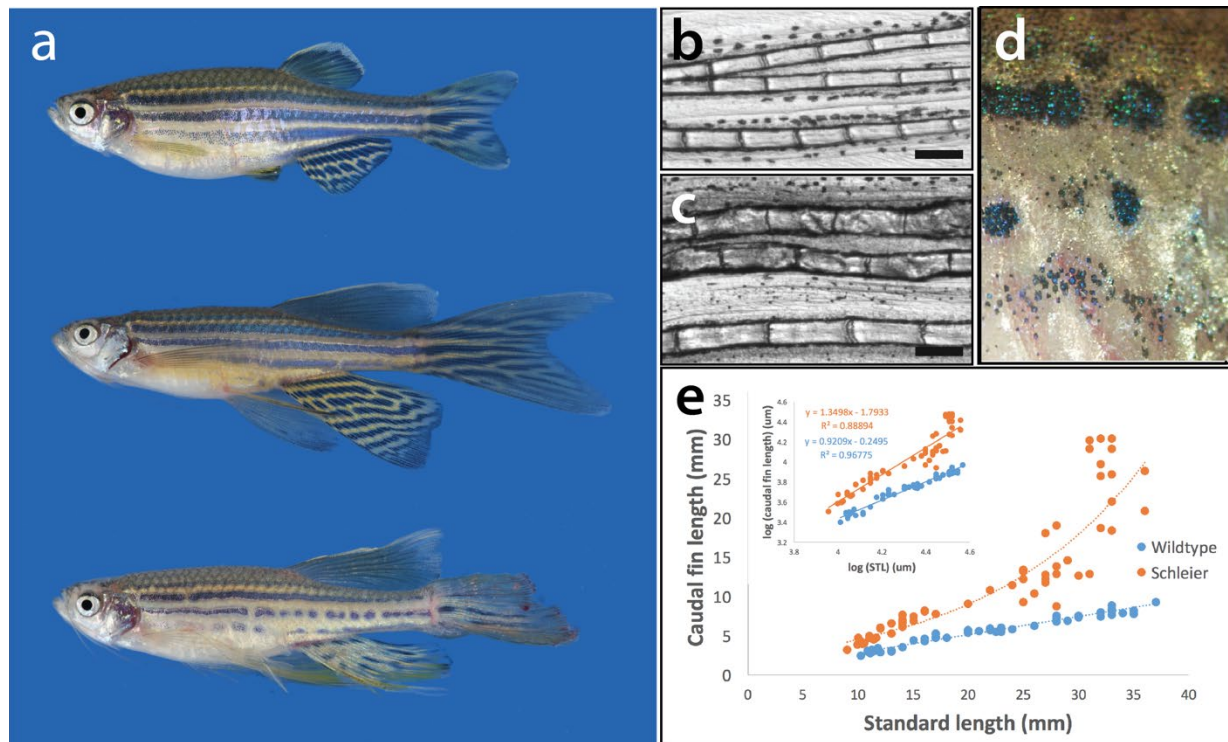 a
b
c
d
e
Caudal fin length (mm)
35
30
25
20
15
10
5
0
0
5
10
15
20
25
30
35
40
Standard length (mm)
log (caudal fin length) (um)
4.6
4.4
4.2
4
3.8
3.6
3.4
3.2
3.8
4
4.2
4.4
4.6
log (STL) (um)
y = 1.3498x - 1.7933
R² = 0.88894
y = 0.9209x - 0.2495
R² = 0.96775
Wildtype
Schleier